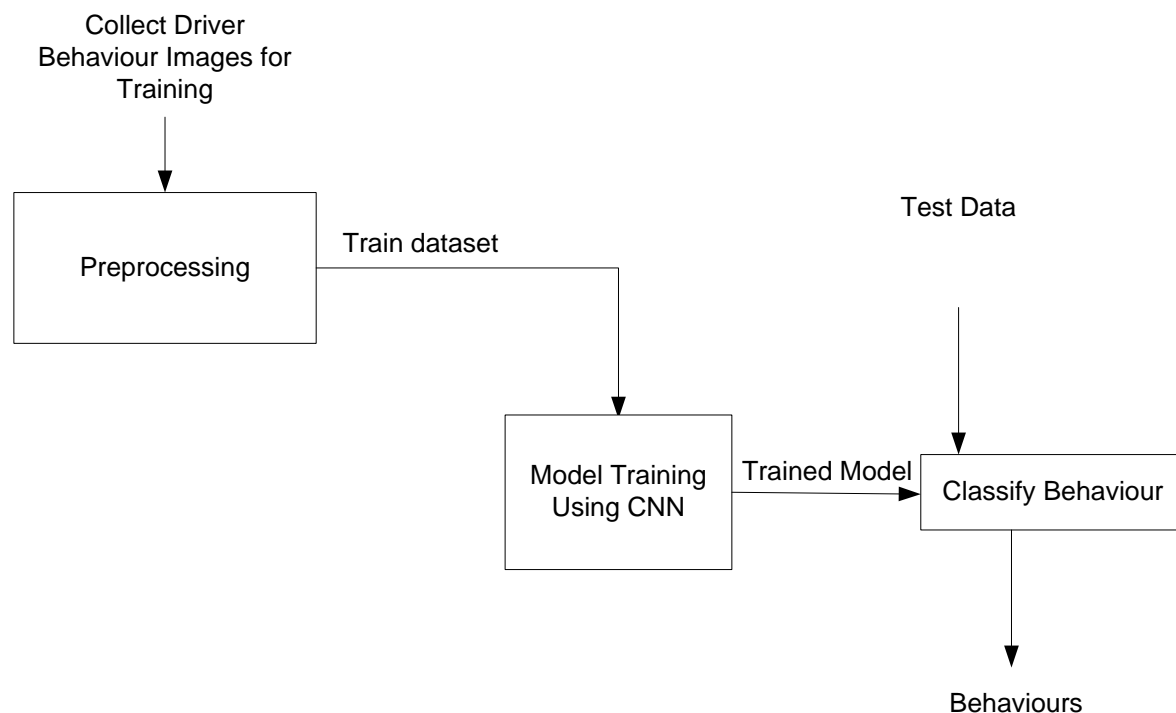 Collect Driver
Behaviour Images for
Training
Preprocessing
Train dataset
Test Data
Model Training
Using CNN
Trained Model
Classify Behaviour
Behaviours